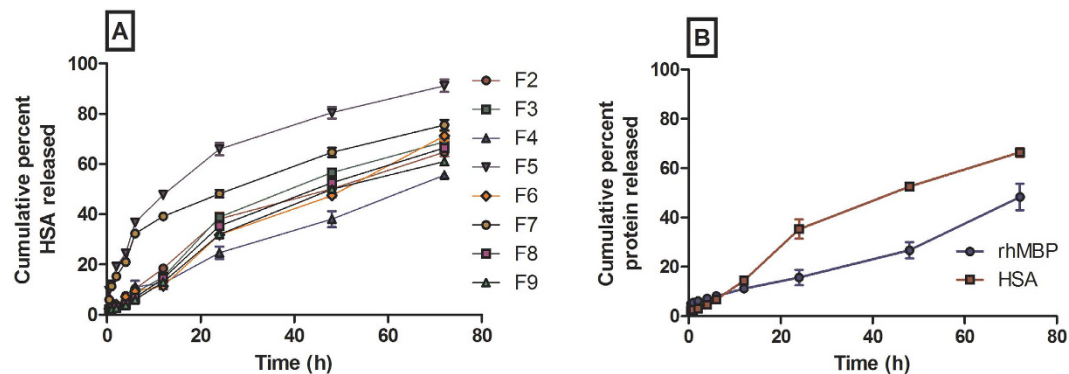 A
Cumulative percent
HSA released
100
80
60
40
20
0
0 20 40 60 80
Time (h)
F2
F3
F4
F5
F6
F7
F8
F9
B
Cumulative percent
protein released
100
80
60
40
20
0
0 20 40 60 80
Time (h)
rhMBP
HSA